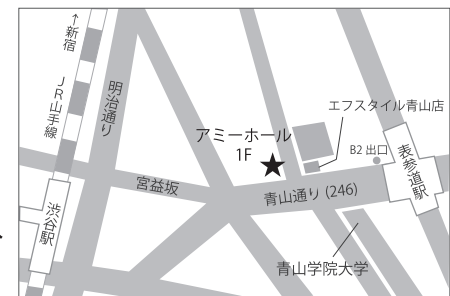 ↑新宿
JR山手線
明治通り
エフスタイル青山店
アミーホール
1F
★
B2 出口
表参道駅
宮益坂
青山通り (246)
渋谷駅
青山学院大学